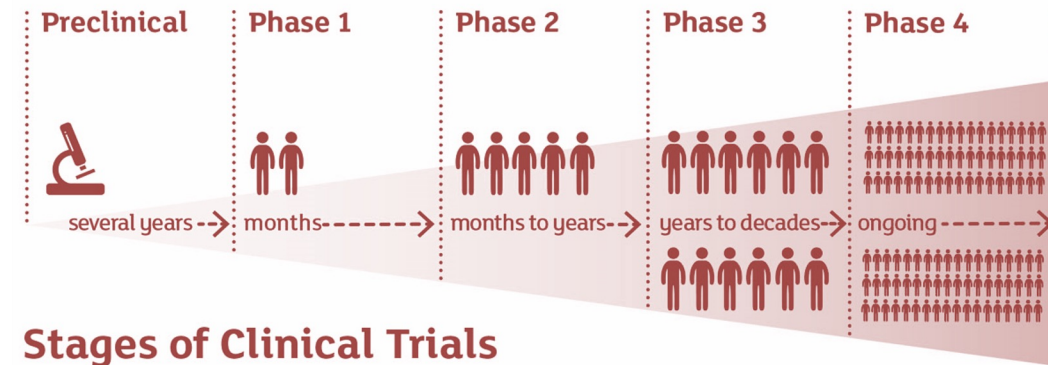 Preclinical
Phase 1
Phase 2
Phase 3
Phase 4
several years
months
months to years
years to decades
ongoing
Stages of Clinical Trials